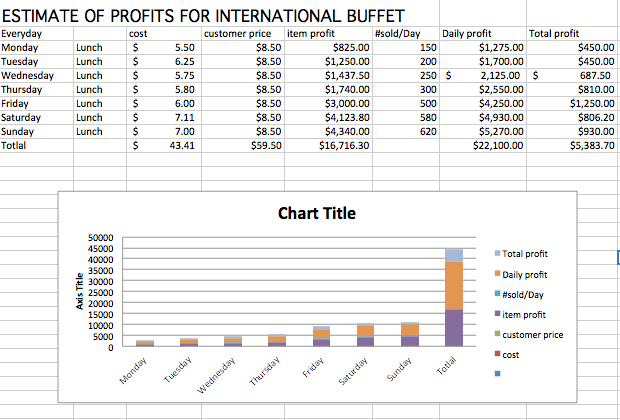 ESTIMATE OF PROFITS FOR INTERNATIONAL BUFFET
Everyday cost customer price item profit #sold/Day Daily profit Total profit
Monday Lunch $ 5.50 $8.50 $825.00 150 $1,275.00 $450.00
Tuesday Lunch $ 6.25 $8.50 $1,250.00 200 $1,700.00 $450.00
Wednesday Lunch $ 5.75 $8.50 $1,437.50 250 $ 2,125.00 $ 687.50
Thursday Lunch $ 5.80 $8.50 $1,740.00 300 $2,550.00 $810.00
Friday Lunch $ 6.00 $8.50 $3,000.00 500 $4,250.00 $1,250.00
Saturday Lunch $ 7.11 $8.50 $4,123.80 580 $4,930.00 $806.20
Sunday Lunch $ 7.00 $8.50 $4,340.00 620 $5,270.00 $930.00
Totlal $ 43.41 $59.50 $16,716.30 $22,100.00 $5,383.70
Chart Title
50000
45000
40000
35000
30000
25000
20000
15000
10000
5000
0
Axis Title
Monday Tuesday Wednesday Thursday Friday Saturday Sunday Totlal
Total profit
Daily profit
#sold/Day
item profit
customer price
cost